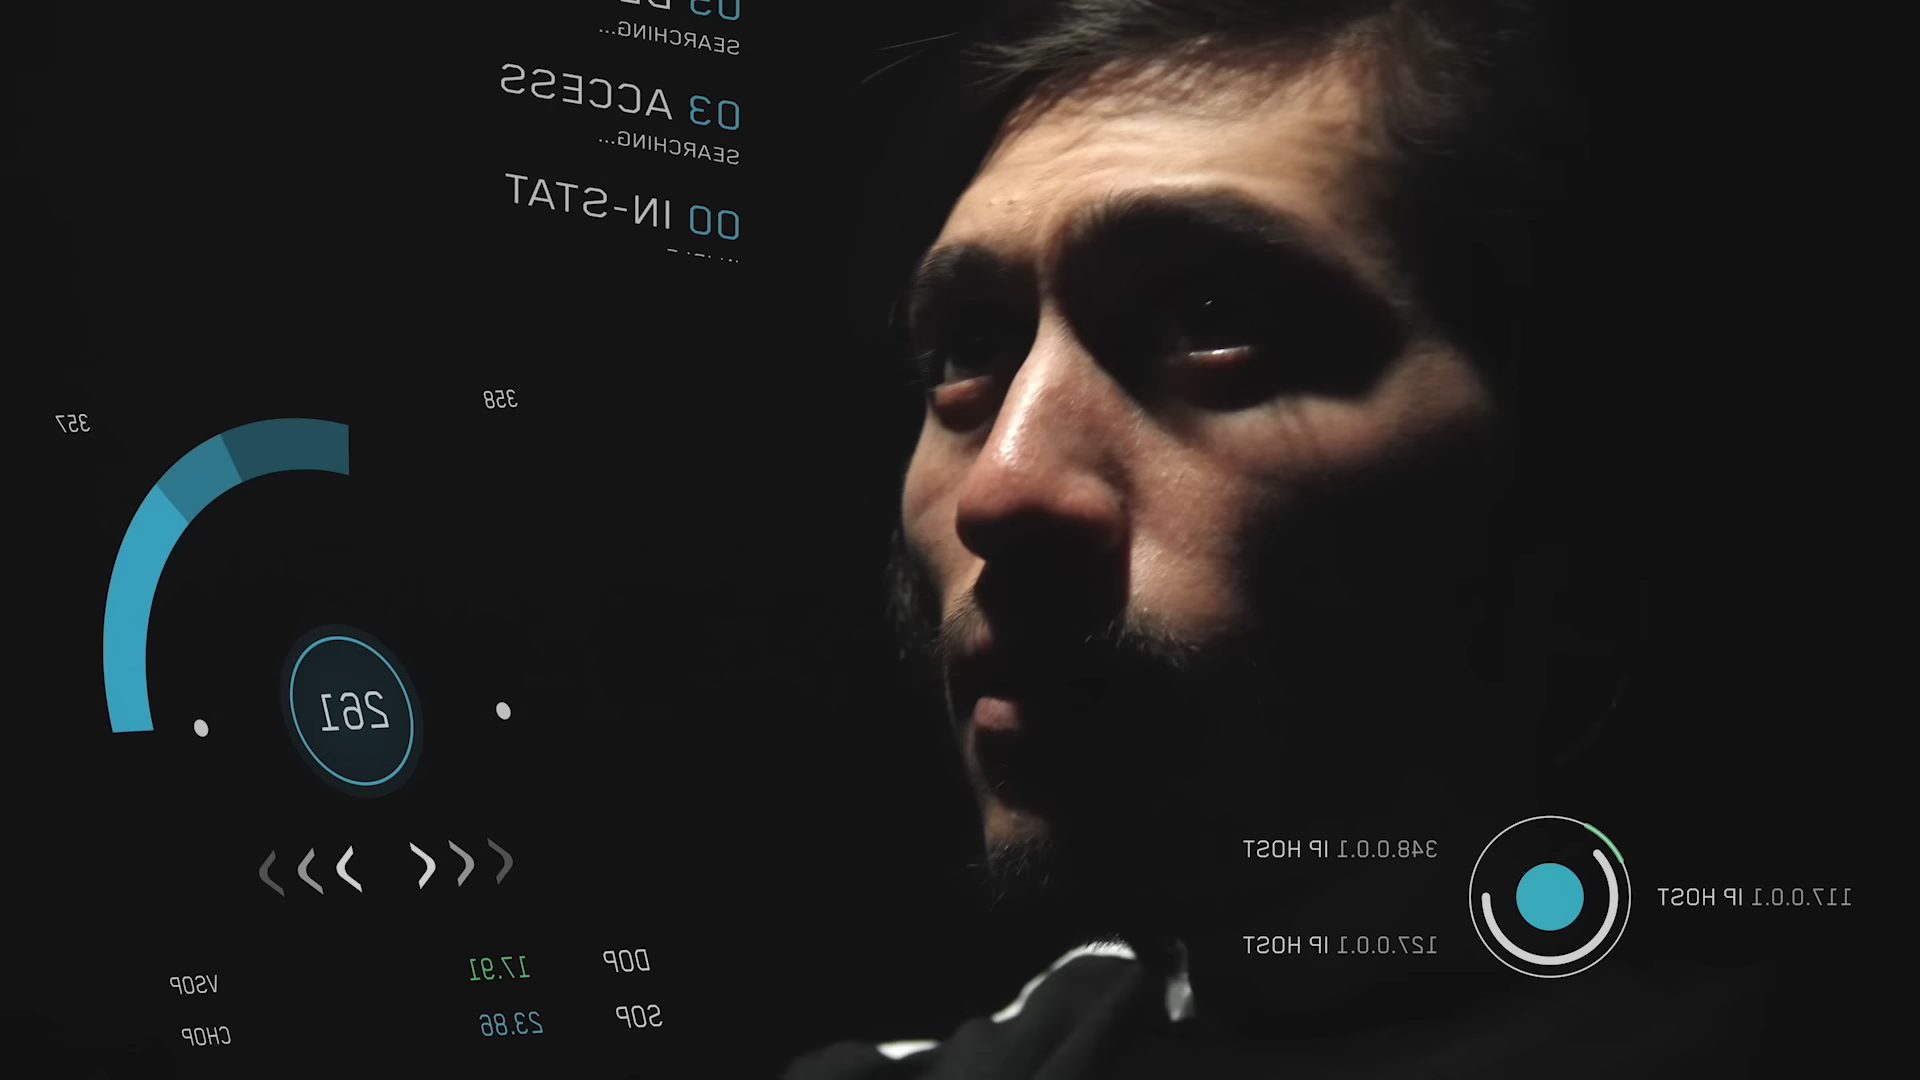 SEARCHING...
03 ACCESS
SEARCHING...
00 IN-STAT
358
357
261
348.0.0.1 IP HOST
117.0.0.1 IP HOST
127.0.0.1 IP HOST
DOP 17.91 VSOP
SOP 23.86 CHOP